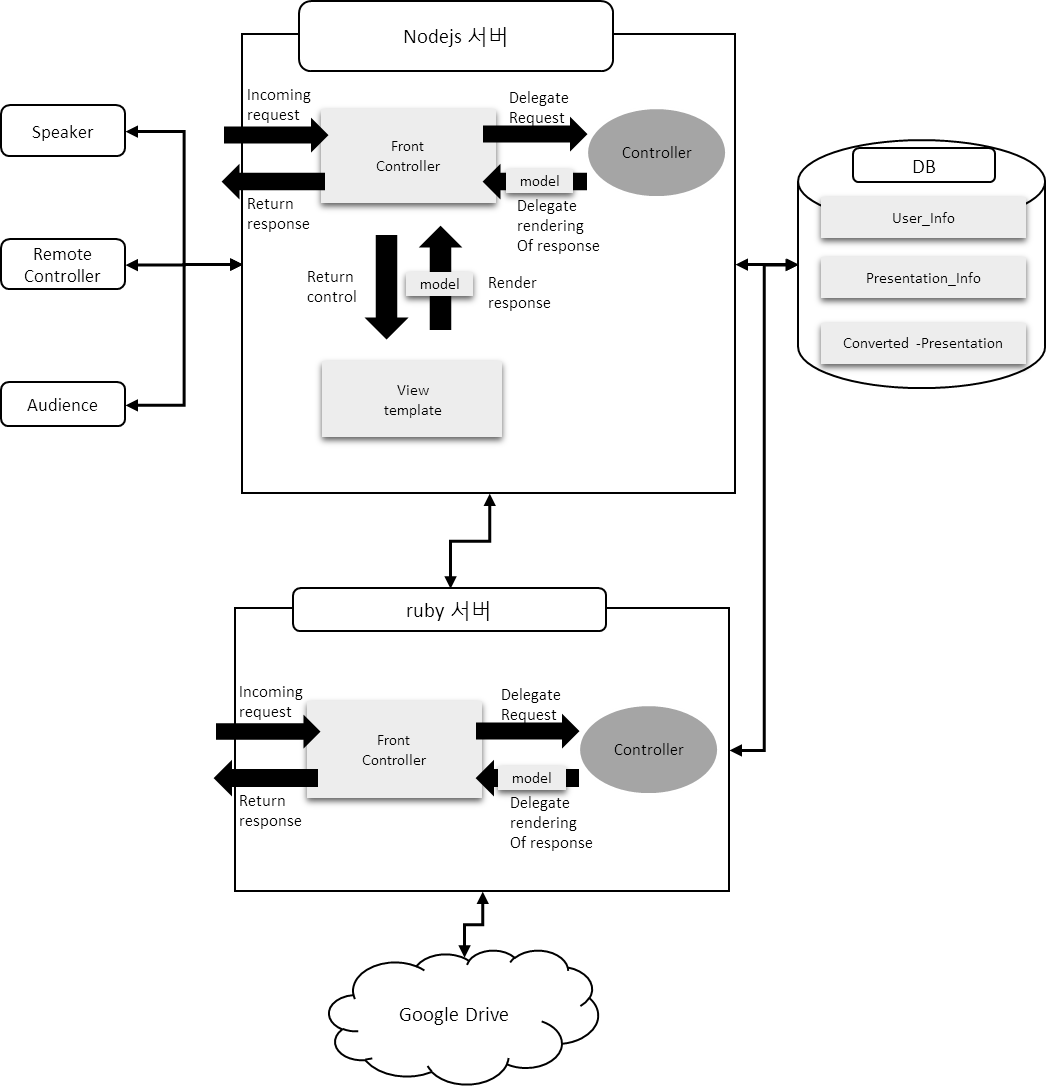 Nodejs 서버
Incoming
request
Delegate
Request
Front
Controller
Controller
model
Return
response
Delegate
rendering
Of response
Return
control
model
Render
response
View
template
Speaker
Remote
Controller
Audience
DB
User_Info
Presentation_Info
Converted -Presentation
ruby 서버
Incoming
request
Delegate
Request
Front
Controller
Controller
model
Return
response
Delegate
rendering
Of response
Google Drive